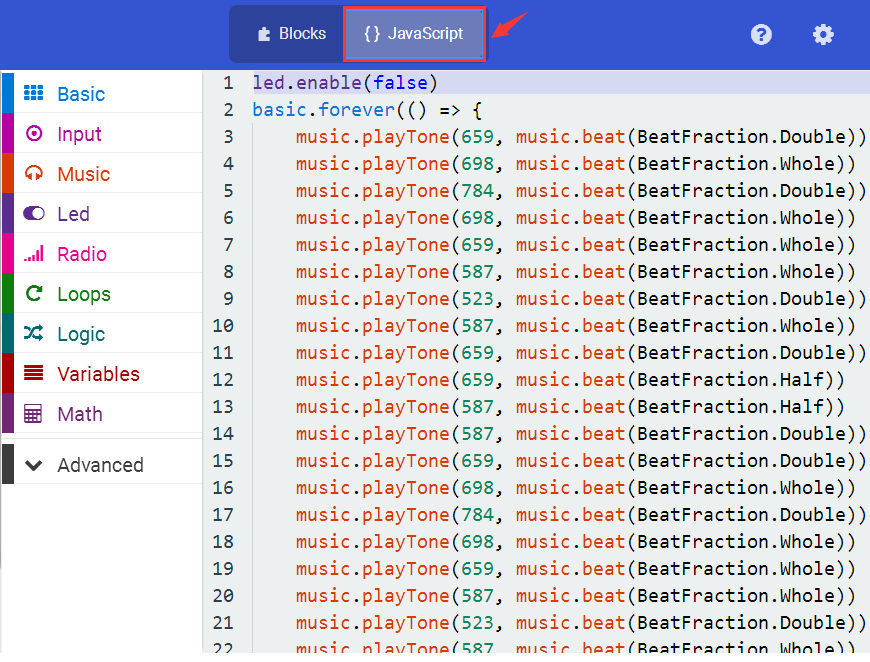 Blocks
{} JavaScript
?
Basic
Input
Music
Led
Radio
Loops
Logic
Variables
Math
Advanced
1 led.enable(false)
2 basic.forever(() => {
3 music.playTone(659, music.beat(BeatFraction.Double))
4 music.playTone(698, music.beat(BeatFraction.Whole))
5 music.playTone(784, music.beat(BeatFraction.Double))
6 music.playTone(698, music.beat(BeatFraction.Whole))
7 music.playTone(659, music.beat(BeatFraction.Whole))
8 music.playTone(587, music.beat(BeatFraction.Whole))
9 music.playTone(523, music.beat(BeatFraction.Double))
10 music.playTone(587, music.beat(BeatFraction.Whole))
11 music.playTone(659, music.beat(BeatFraction.Double))
12 music.playTone(659, music.beat(BeatFraction.Half))
13 music.playTone(587, music.beat(BeatFraction.Half))
14 music.playTone(587, music.beat(BeatFraction.Double))
15 music.playTone(659, music.beat(BeatFraction.Double))
16 music.playTone(698, music.beat(BeatFraction.Whole))
17 music.playTone(784, music.beat(BeatFraction.Double))
18 music.playTone(698, music.beat(BeatFraction.Whole))
19 music.playTone(659, music.beat(BeatFraction.Whole))
20 music.playTone(587, music.beat(BeatFraction.Whole))
21 music.playTone(523, music.beat(BeatFraction.Double))
22 music.playTone(587, music.beat(BeatFraction.Whole))